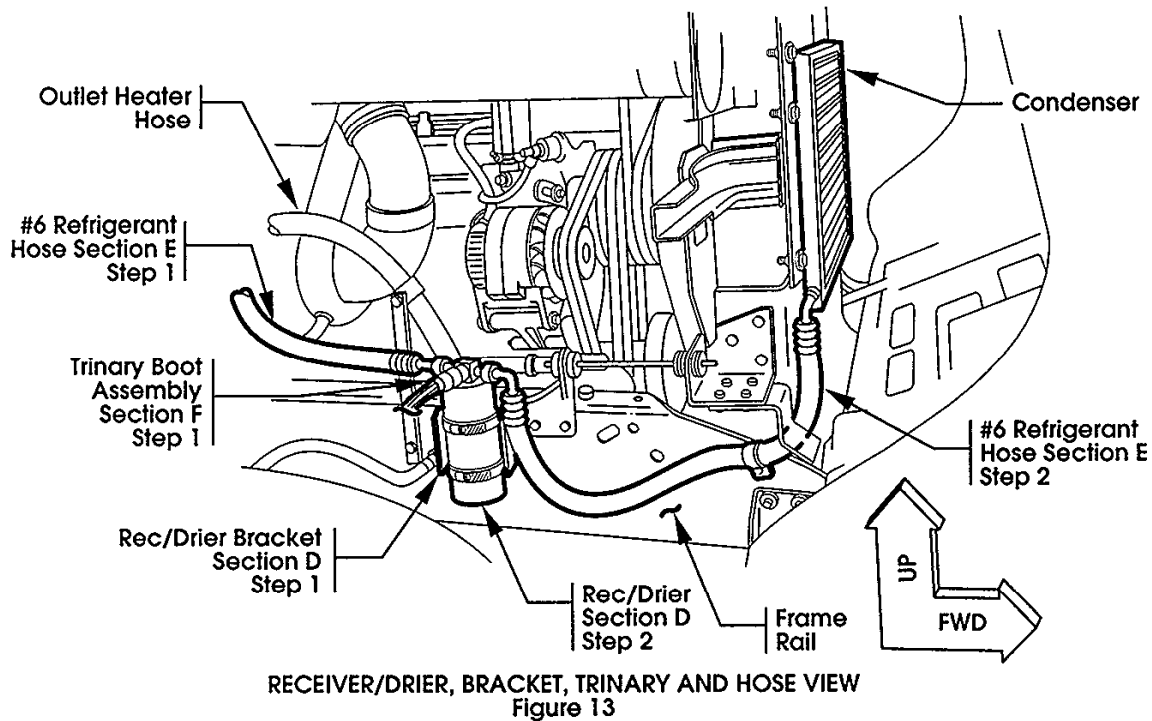 Outlet Heater
Hose
#6 Refrigerant
Hose Section E
Step 1
Trinary Boot
Assembly
Section F
Step 1
Rec/Drier Bracket
Section D
Step 1
Rec/Drier
Section D
Step 2
Frame
Rail
Condenser
#6 Refrigerant
Hose Section E
Step 2
UP
FWD
RECEIVER/DRIER, BRACKET, TRINARY AND HOSE VIEW
Figure 13